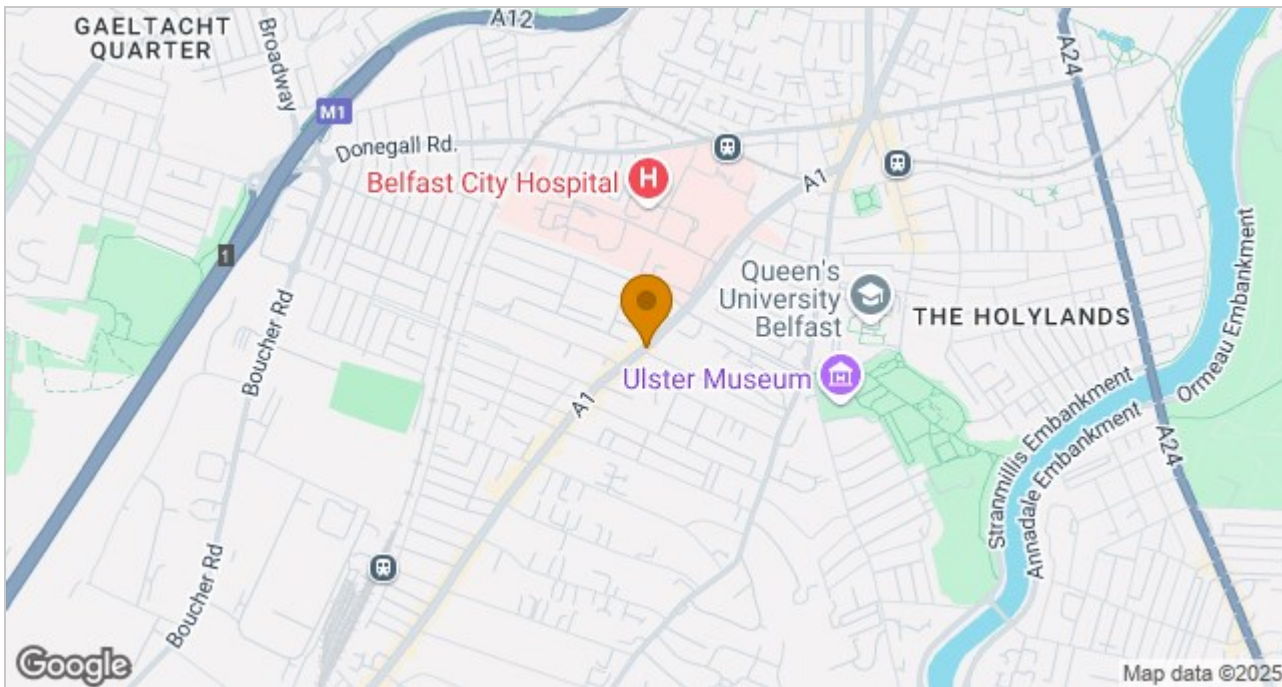 GAELTACHT
QUARTER
Broadway
A12
A24
M1
Donegall Rd.
Belfast City Hospital
H
A1
1
Queen's
University
Belfast
THE HOLYLANDS
Boucher Rd
Ulster Museum
A1
Ormeau Embankment
Stranmillis Embankment
Annadale Embankment
A24
Boucher Rd
Google
Map data ©2025